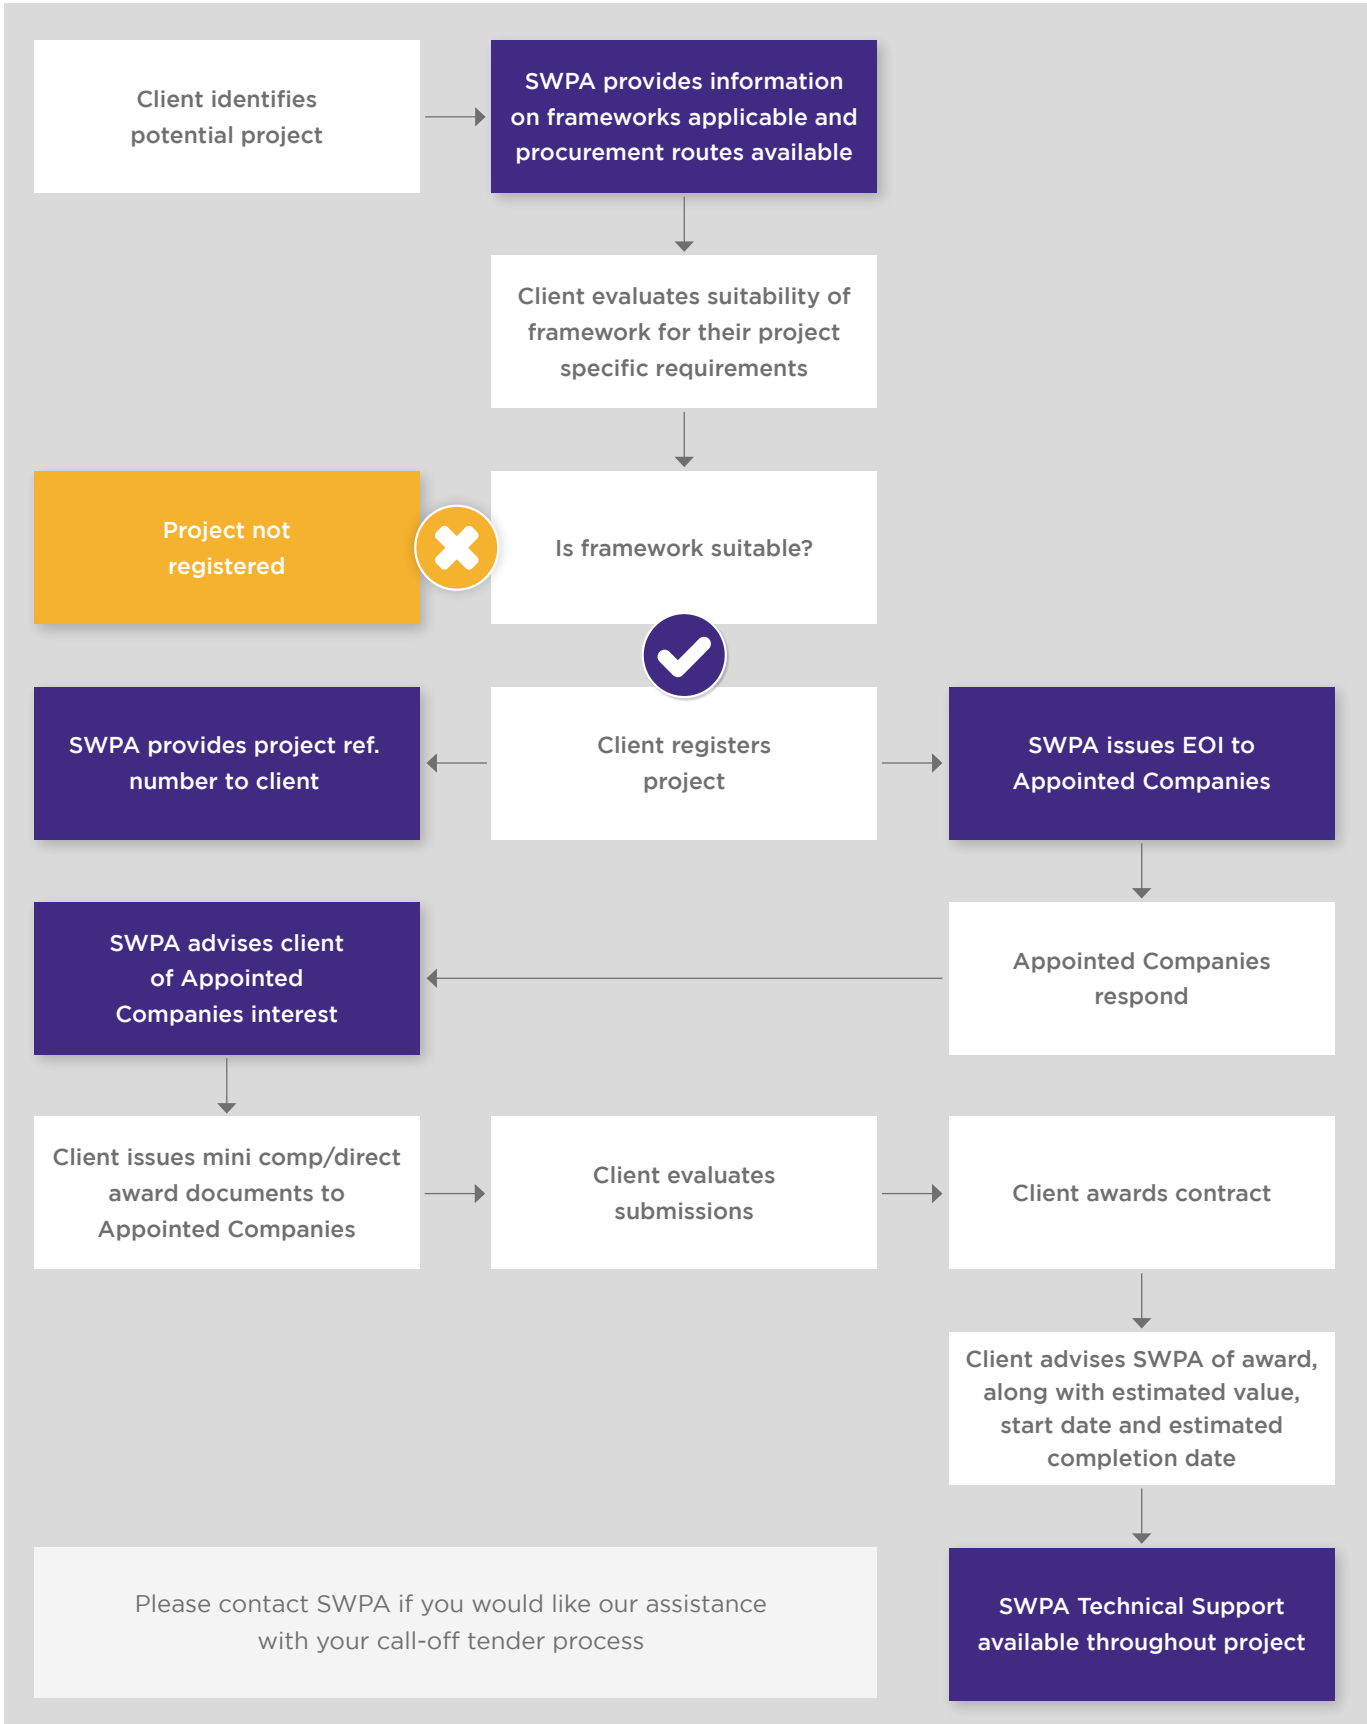 Client identifies
potential project
SWPA provides information
on frameworks applicable and
procurement routes available
Client evaluates suitability of
framework for their project
specific requirements
Project not
registered
Is framework suitable?
SWPA provides project ref.
number to client
Client registers
project
SWPA issues EOI to
Appointed Companies
SWPA advises client
of Appointed
Companies interest
Appointed Companies
respond
Client issues mini comp/direct
award documents to
Appointed Companies
Client evaluates
submissions
Client awards contract
Client advises SWPA of award,
along with estimated value,
start date and estimated
completion date
Please contact SWPA if you would like our assistance
with your call-off tender process
SWPA Technical Support
available throughout project